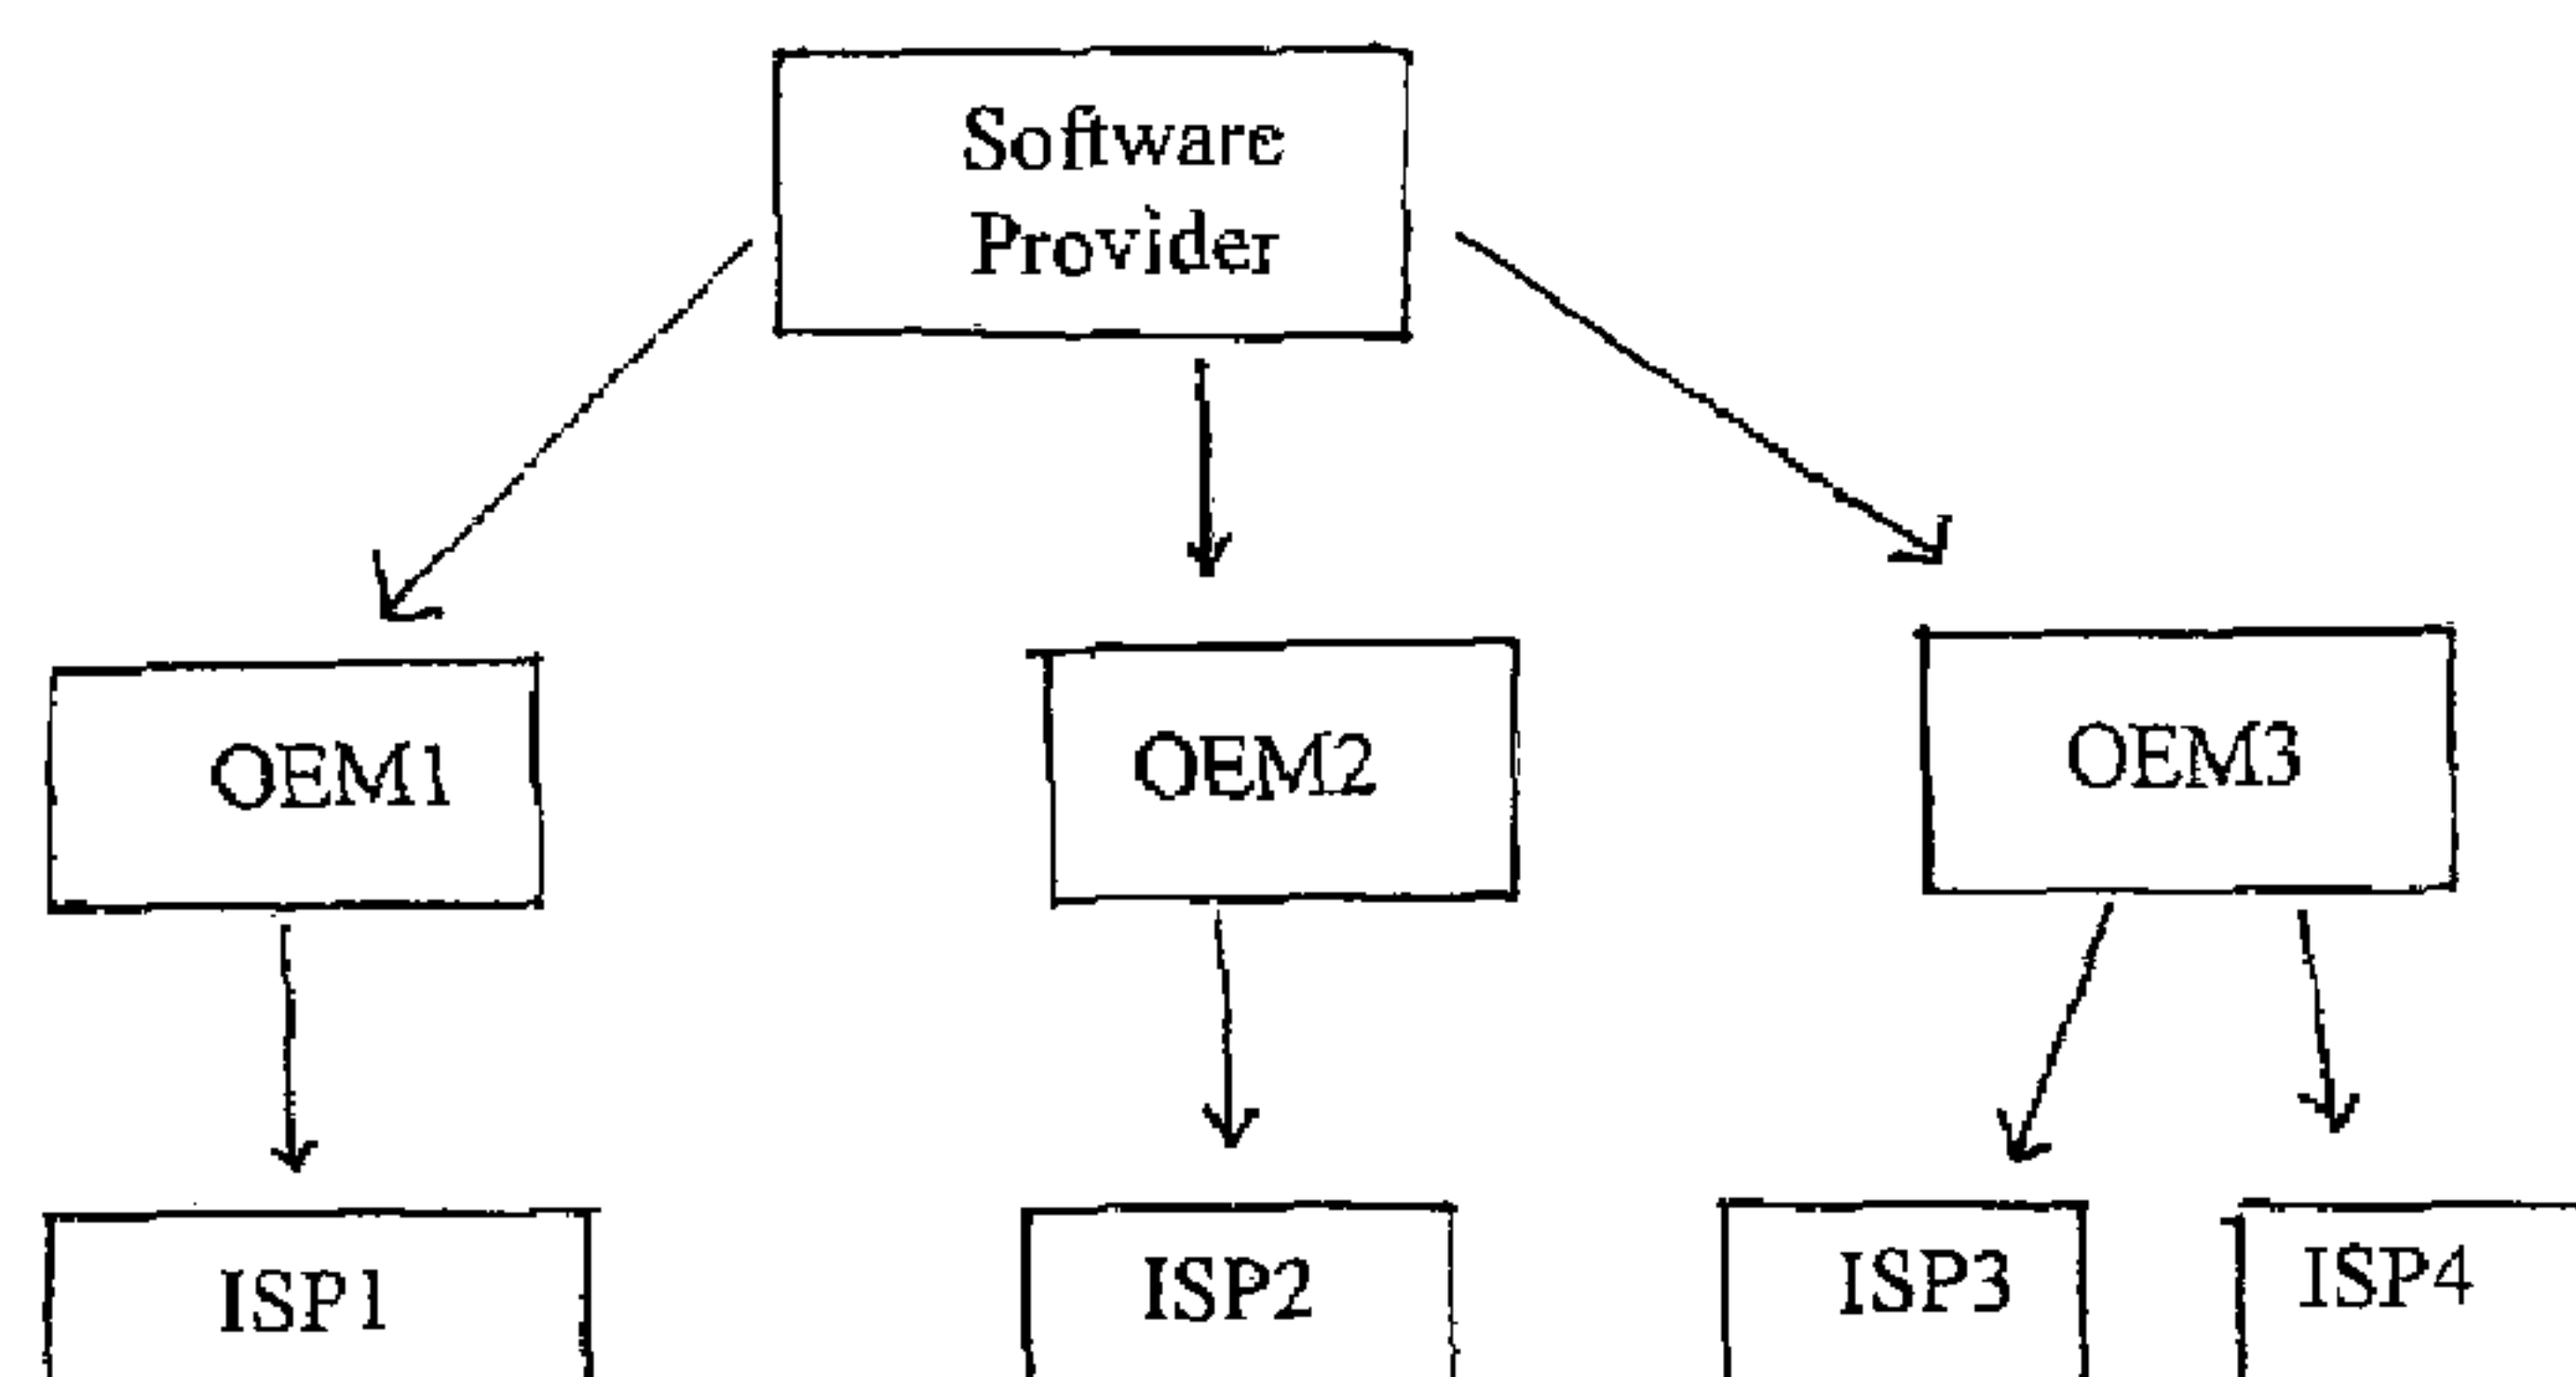 Software
Provider
OEM1
OEM2
OEM3
ISP1
ISP2
ISP3
ISP4